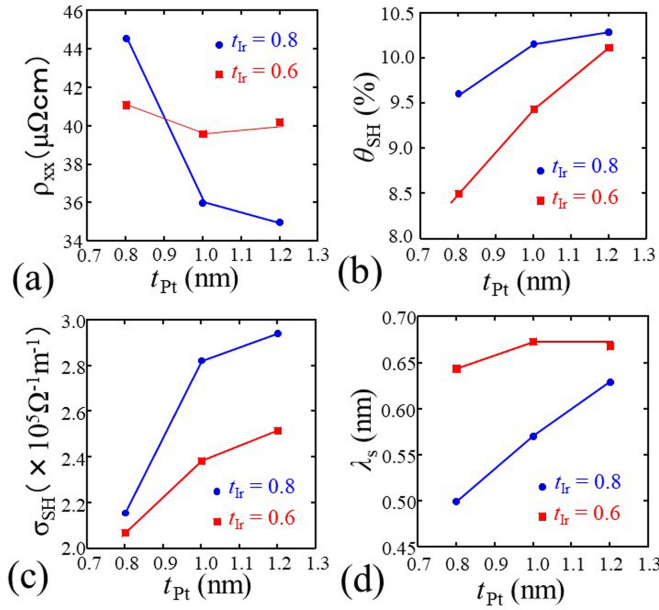 46
44
42
40
38
36
34
ρxx (μΩcm)
tIr = 0.8
tIr = 0.6
0.7 0.8 0.9 1.0 1.1 1.2 1.3
(a)
tPt (nm)
10.5
10.0
9.5
9.0
8.5
8.0
θSH (%)
tIr = 0.8
tIr = 0.6
0.7 0.8 0.9 1.0 1.1 1.2 1.3
(b)
tPt (nm)
3.0
2.8
2.6
2.4
2.2
2.0
σSH ( × 10⁵Ω⁻¹m⁻¹)
tIr = 0.8
tIr = 0.6
0.7 0.8 0.9 1.0 1.1 1.2 1.3
(c)
tPt (nm)
0.70
0.65
0.60
0.55
0.50
0.45
λs (nm)
tIr = 0.8
tIr = 0.6
0.7 0.8 0.9 1.0 1.1 1.2 1.3
(d)
tPt (nm)